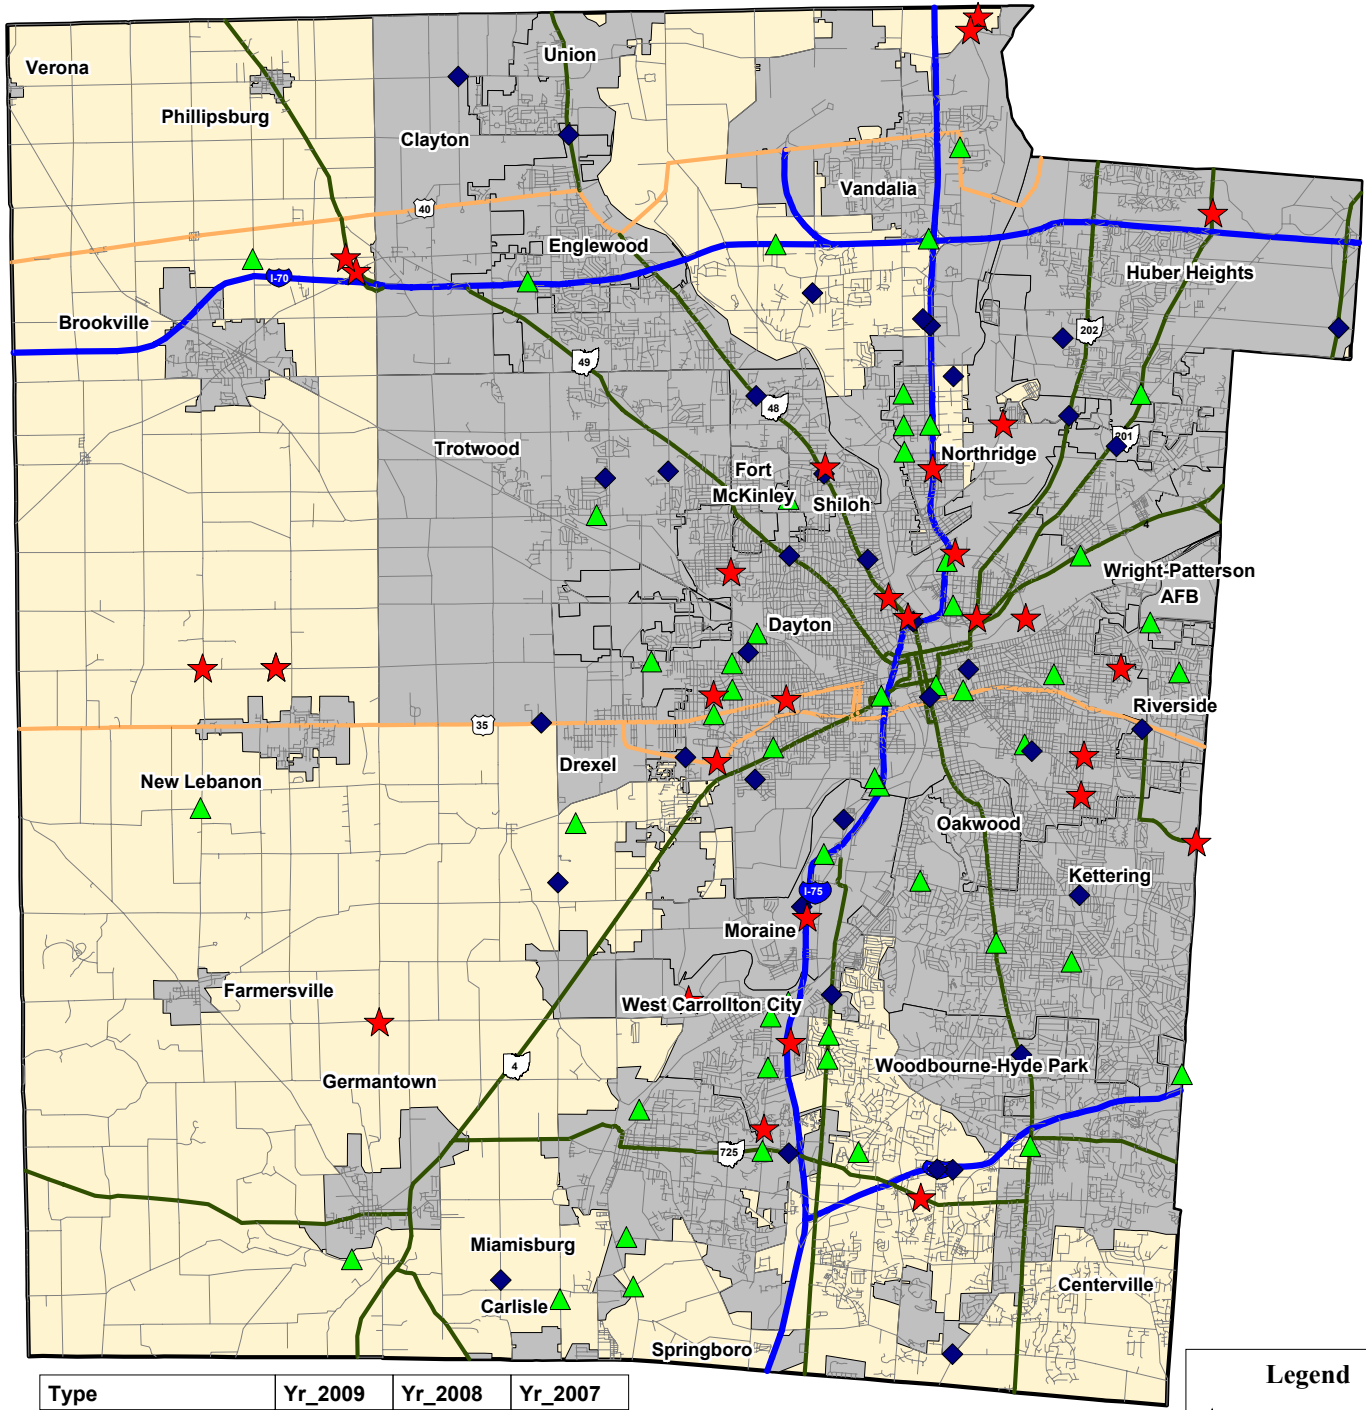 Union
Verona
Phillipsburg
Clayton
Vandalia
40
Englewood
I-70
Huber Heights
Brookville
202
49
48
201
Trotwood
Northridge
Fort
McKinley
Shiloh
4
Wright-Patterson
AFB
Dayton
35
Riverside
Drexel
New Lebanon
Oakwood
I-75
Kettering
Moraine
Farmersville
West Carrollton City
4
Woodbourne-Hyde Park
Germantown
725
Miamisburg
Centerville
Carlisle
Springboro
Type Yr_2009 Yr_2008 Yr_2007
Legend